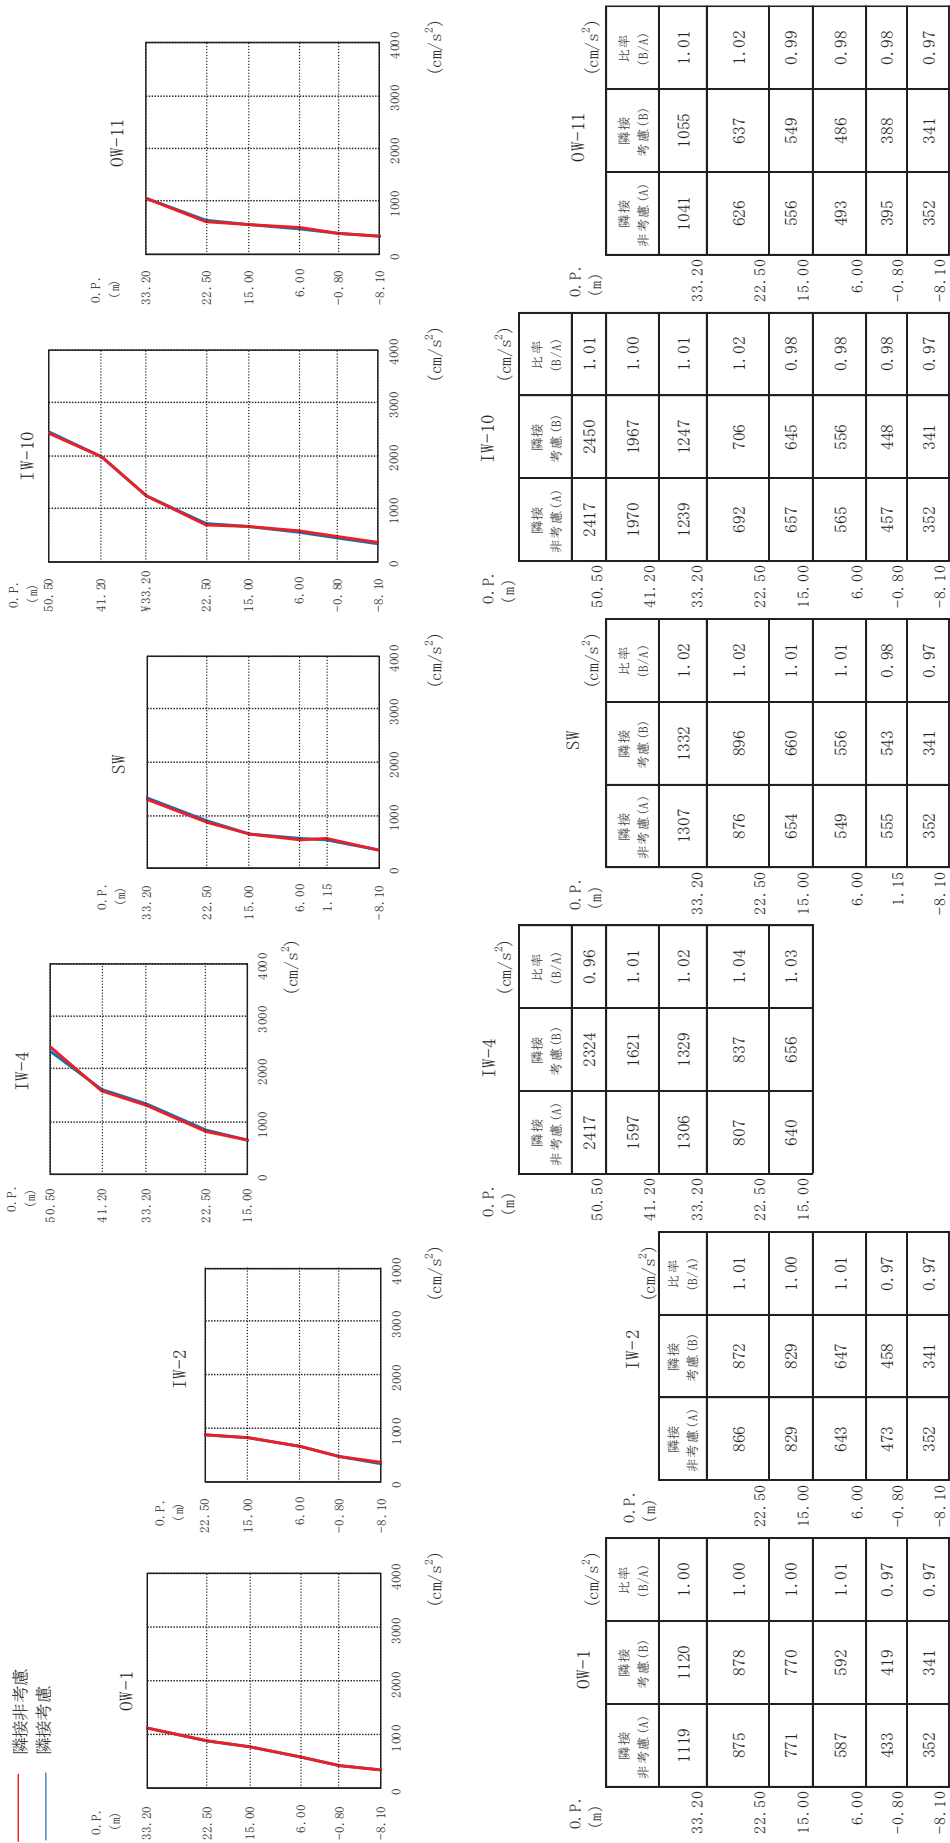 隣接非考慮
隣接考慮
OW-1
O.P.
(m)
33.20
22.50
15.00
6.00
-0.80
-8.10
0 1000 2000 3000 4000
(cm/s²)
IW-2
O.P.
(m)
22.50
15.00
6.00
-0.80
-8.10
0 1000 2000 3000 4000
(cm/s²)
IW-4
O.P.
(m)
50.50
41.20
33.20
22.50
15.00
0 1000 2000 3000 4000
(cm/s²)
SW
O.P.
(m)
33.20
22.50
15.00
6.00
1.15
-8.10
0 1000 2000 3000 4000
(cm/s²)
IW-10
O.P.
(m)
50.50
41.20
¥33.20
22.50
15.00
6.00
-0.80
-8.10
0 1000 2000 3000 4000
(cm/s²)
OW-11
O.P.
(m)
33.20
22.50
15.00
6.00
-0.80
-8.10
0 1000 2000 3000 4000
(cm/s²)
OW-1
O.P.
(m)
(cm/s²)
隣接 隣接 比率
非考慮(A) 考慮(B) (B/A)
33.20 1119 1120 1.00
22.50 875 878 1.00
15.00 771 770 1.00
6.00 587 592 1.01
-0.80 433 419 0.97
-8.10 352 341 0.97
IW-2
O.P.
(m)
(cm/s²)
隣接 隣接 比率
非考慮(A) 考慮(B) (B/A)
22.50 866 872 1.01
15.00 829 829 1.00
6.00 643 647 1.01
-0.80 473 458 0.97
-8.10 352 341 0.97
IW-4
O.P.
(m)
(cm/s²)
隣接 隣接 比率
非考慮(A) 考慮(B) (B/A)
50.50 2417 2324 0.96
41.20 1597 1621 1.01
33.20 1306 1329 1.02
22.50 807 837 1.04
15.00 640 656 1.03
SW
O.P.
(m)
(cm/s²)
隣接 隣接 比率
非考慮(A) 考慮(B) (B/A)
33.20 1307 1332 1.02
22.50 876 896 1.02
15.00 654 660 1.01
6.00 549 556 1.01
1.15 555 543 0.98
-8.10 352 341 0.97
IW-10
O.P.
(m)
(cm/s²)
隣接 隣接 比率
非考慮(A) 考慮(B) (B/A)
50.50 2417 2450 1.01
41.20 1970 1967 1.00
33.20 1239 1247 1.01
22.50 692 706 1.02
15.00 657 645 0.98
6.00 565 556 0.98
-0.80 457 448 0.98
-8.10 352 341 0.97
OW-11
O.P.
(m)
(cm/s²)
隣接 隣接 比率
非考慮(A) 考慮(B) (B/A)
33.20 1041 1055 1.01
22.50 626 637 1.02
15.00 556 549 0.99
6.00 493 486 0.98
-0.80 395 388 0.98
-8.10 352 341 0.97